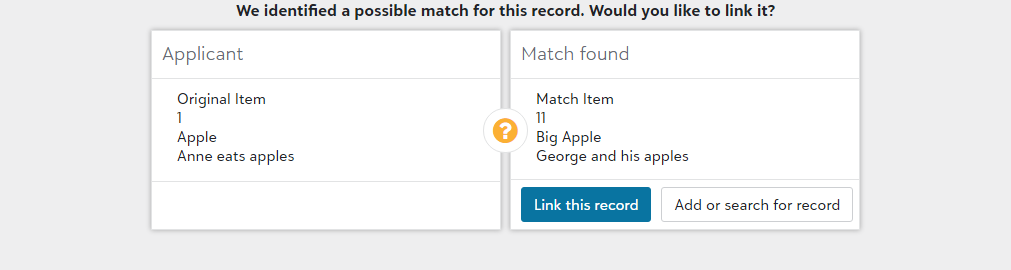 We identified a possible match for this record. Would you like to link it?
Applicant
Original Item
1
Apple
Anne eats apples
?
Match found
Match Item
11
Big Apple
George and his apples
Link this record
Add or search for record